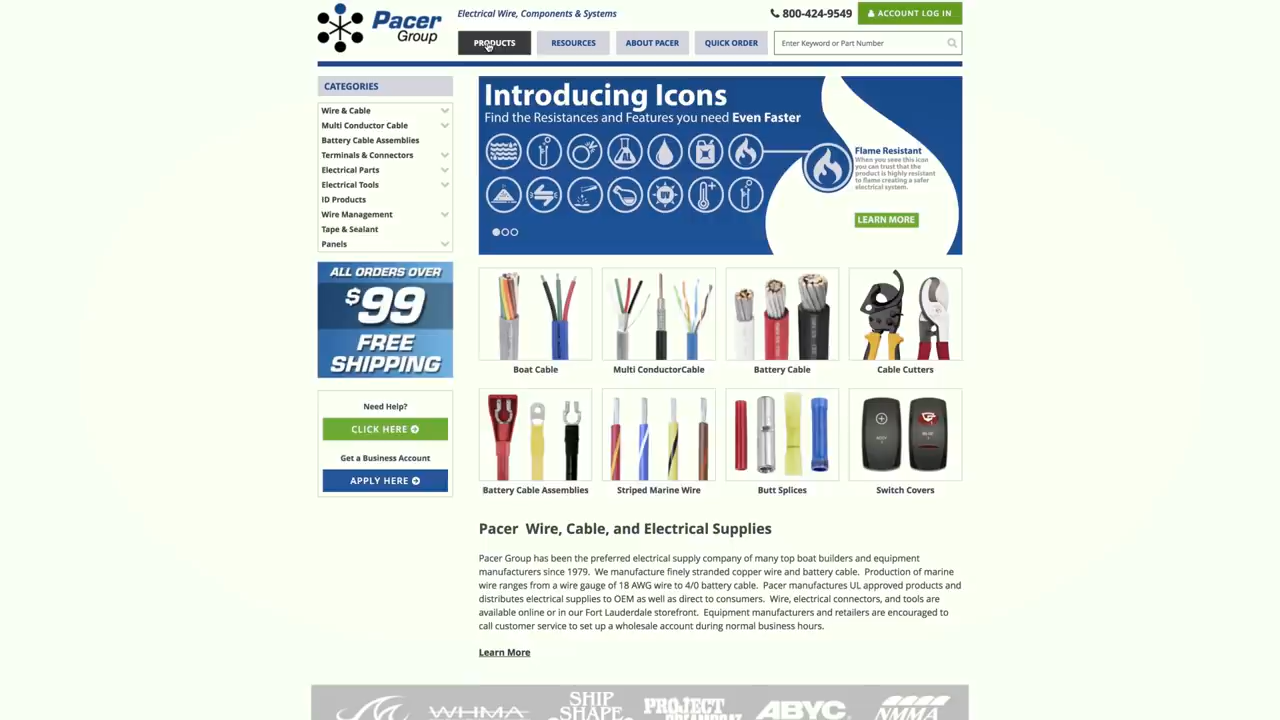 Pacer
Group
Electrical Wire, Components & Systems
800-424-9549
ACCOUNT LOG IN
PRODUCTS
RESOURCES
ABOUT PACER
QUICK ORDER
Enter Keyword or Part Number
CATEGORIES
Wire & Cable
Multi Conductor Cable
Battery Cable Assemblies
Terminals & Connectors
Electrical Parts
Electrical Tools
ID Products
Wire Management
Tape & Sealant
Panels
ALL ORDERS OVER
$99
FREE
SHIPPING
Need Help?
CLICK HERE
Get a Business Account
APPLY HERE
Introducing Icons
Find the Resistances and Features you need Even Faster
AL
UV
Flame Resistant
When you see this icon
you can trust that the
product is highly resistant
to flame creating a safer
electrical system.
LEARN MORE
Boat Cable
Multi ConductorCable
Battery Cable
Cable Cutters
Battery Cable Assemblies
Striped Marine Wire
Butt Splices
Switch Covers
Pacer Wire, Cable, and Electrical Supplies
Pacer Group has been the preferred electrical supply company of many top boat builders and equipment
manufacturers since 1979. We manufacture finely stranded copper wire and battery cable. Production of marine
wire ranges from a wire gauge of 18 AWG wire to 4/0 battery cable. Pacer manufactures UL approved products and
distributes electrical supplies to OEM as well as direct to consumers. Wire, electrical connectors, and tools are
available online or in our Fort Lauderdale storefront. Equipment manufacturers and retailers are encouraged to
call customer service to set up a wholesale account during normal business hours.
Learn More
WHMA
SHIP
SHAPE
PROJECT
ABYC
NMMA